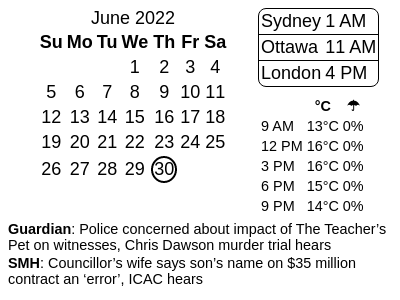 June 2022
Su Mo Tu We Th Fr Sa
1 2 3 4
5 6 7 8 9 10 11
12 13 14 15 16 17 18
19 20 21 22 23 24 25
26 27 28 29 30
Sydney 1 AM
Ottawa 11 AM
London 4 PM
°C ☂
9 AM 13°C 0%
12 PM 16°C 0%
3 PM 16°C 0%
6 PM 15°C 0%
9 PM 14°C 0%
Guardian: Police concerned about impact of The Teacher’s
Pet on witnesses, Chris Dawson murder trial hears
SMH: Councillor’s wife says son’s name on $35 million
contract an ‘error’, ICAC hears